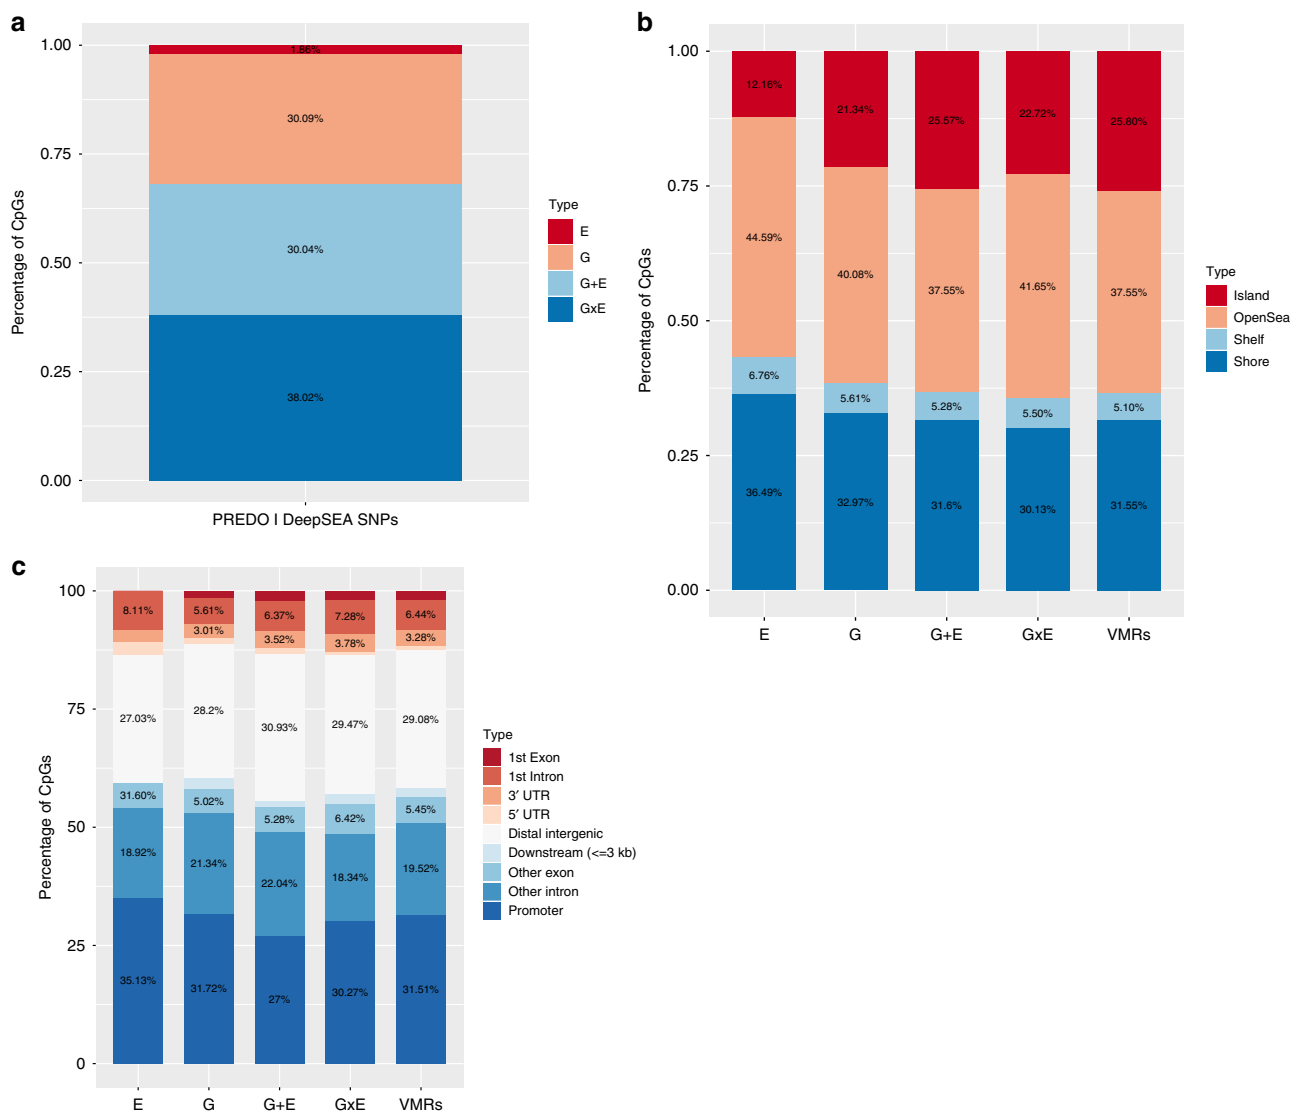 a
1.00
0.75
0.50
0.25
0.00
Percentage of CpGs
1.86%
30.09%
30.04%
38.02%
PREDO I DeepSEA SNPs
Type
E
G
G+E
GxE
b
1.00
0.75
0.50
0.25
0.00
Percentage of CpGs
12.16%
44.59%
6.76%
36.49%
21.34%
40.08%
5.61%
32.97%
25.57%
37.55%
5.28%
31.6%
22.72%
41.65%
5.50%
30.13%
25.80%
37.55%
5.10%
31.55%
E
G
G+E
GxE
VMRs
Type
Island
OpenSea
Shelf
Shore
c
100
75
50
25
0
Percentage of CpGs
8.11%
27.03%
31.60%
18.92%
35.13%
5.61%
3.01%
28.2%
5.02%
21.34%
31.72%
6.37%
3.52%
30.93%
5.28%
22.04%
27%
7.28%
3.78%
29.47%
6.42%
18.34%
30.27%
6.44%
3.28%
29.08%
5.45%
19.52%
31.51%
E
G
G+E
GxE
VMRs
Type
1st Exon
1st Intron
3′ UTR
5′ UTR
Distal intergenic
Downstream (<=3 kb)
Other exon
Other intron
Promoter